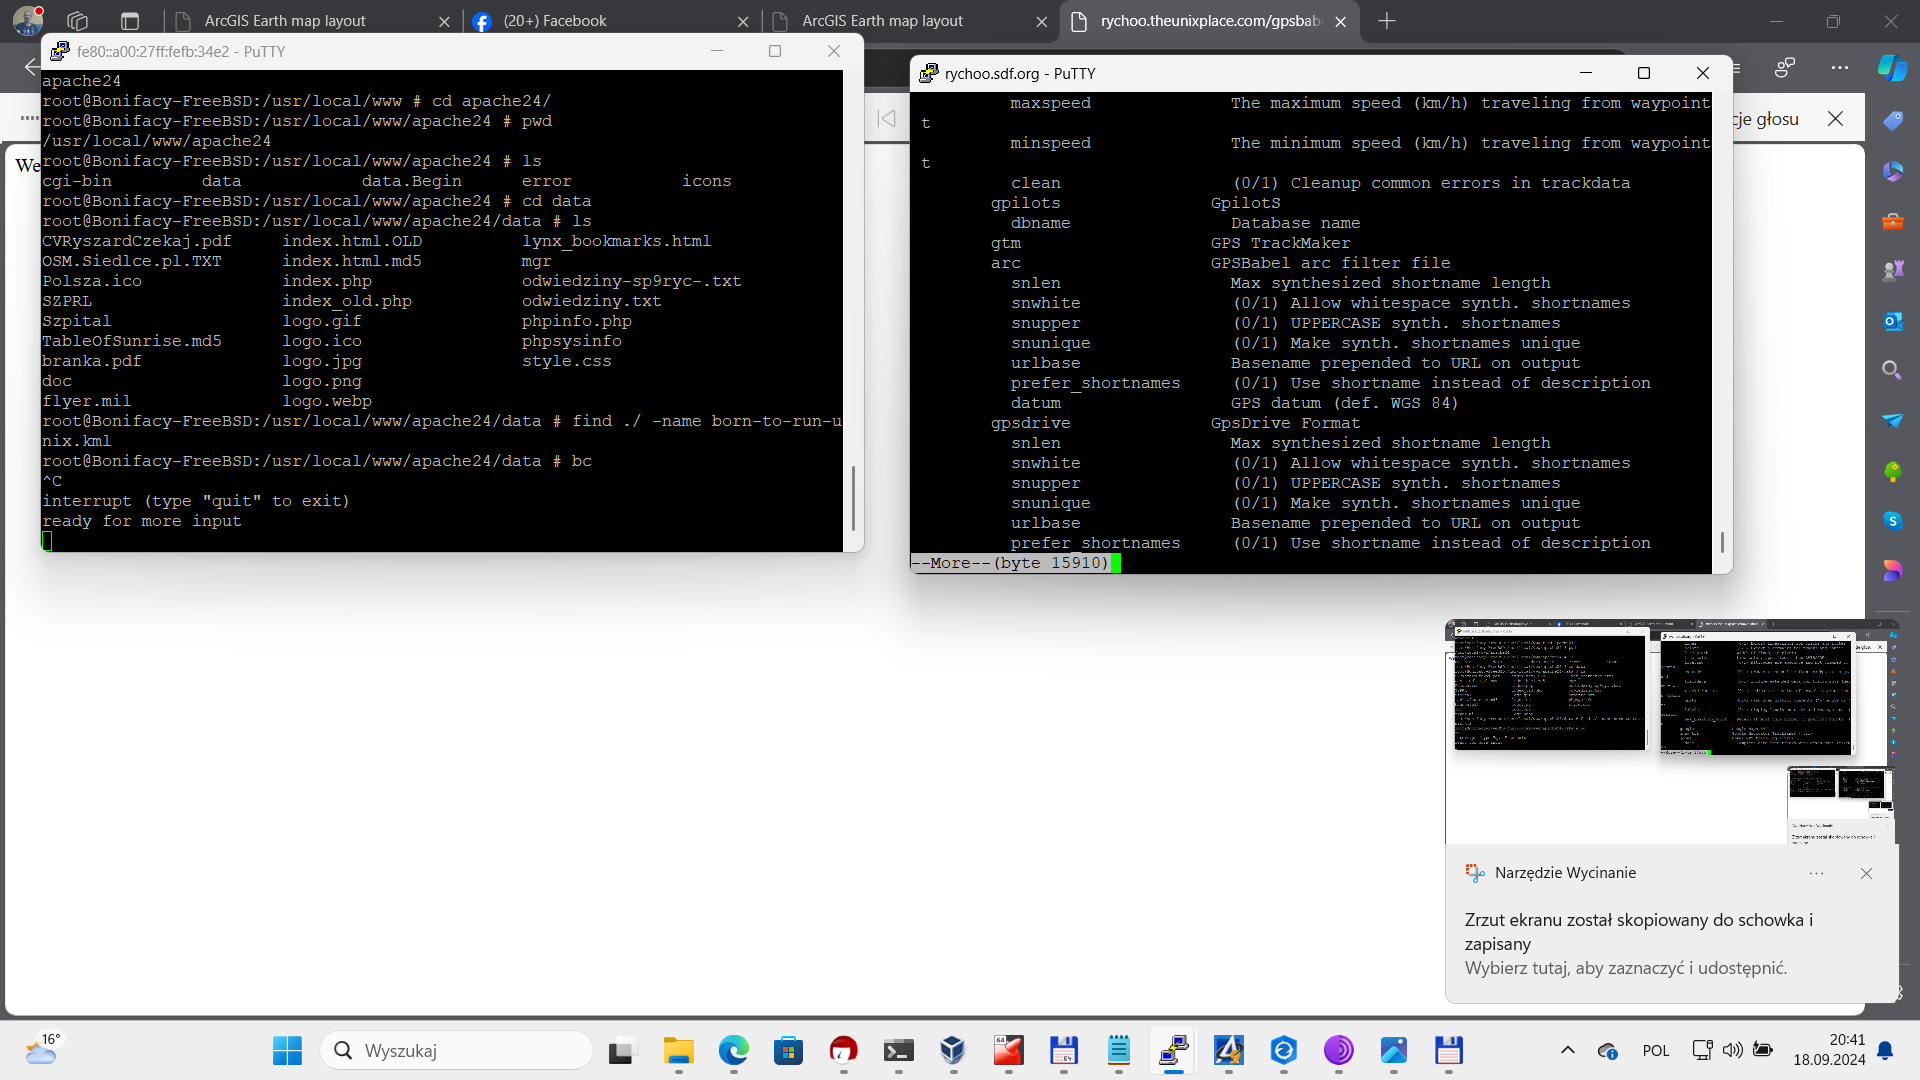 ArcGIS Earth map layout
(20+) Facebook
ArcGIS Earth map layout
rychoo.theunixplace.com/gpsbabe
fe80::a00:27ff:fefb:34e2 - PuTTY
apache24
root@Bonifacy-FreeBSD:/usr/local/www # cd apache24/
root@Bonifacy-FreeBSD:/usr/local/www/apache24 # pwd
/usr/local/www/apache24
root@Bonifacy-FreeBSD:/usr/local/www/apache24 # ls
cgi-bin data data.Begin error icons
root@Bonifacy-FreeBSD:/usr/local/www/apache24 # cd data
root@Bonifacy-FreeBSD:/usr/local/www/apache24/data # ls
CVRyszardCzekaj.pdf index.html.OLD lynx_bookmarks.html
OSM.Siedlce.pl.TXT index.html.md5 mgr
Polsza.ico index.php odwiedziny-sp9ryc-.txt
SZPRL index_old.php odwiedziny.txt
Szpital logo.gif phpinfo.php
TableOfSunrise.md5 logo.ico phpsysinfo
branka.pdf logo.jpg style.css
doc logo.png
flyer.mil logo.webp
root@Bonifacy-FreeBSD:/usr/local/www/apache24/data # find ./ -name born-to-run-u
nix.kml
root@Bonifacy-FreeBSD:/usr/local/www/apache24/data # bc
^C
interrupt (type "quit" to exit)
ready for more input
We
rychoo.sdf.org - PuTTY
maxspeed The maximum speed (km/h) traveling from waypoint
t
minspeed The minimum speed (km/h) traveling from waypoint
t
clean (0/1) Cleanup common errors in trackdata
gpilots GpilotS
dbname Database name
gtm GPS TrackMaker
arc GPSBabel arc filter file
snlen Max synthesized shortname length
snwhite (0/1) Allow whitespace synth. shortnames
snupper (0/1) UPPERCASE synth. shortnames
snunique (0/1) Make synth. shortnames unique
urlbase Basename prepended to URL on output
prefer_shortnames (0/1) Use shortname instead of description
datum GPS datum (def. WGS 84)
gpsdrive GpsDrive Format
snlen Max synthesized shortname length
snwhite (0/1) Allow whitespace synth. shortnames
snupper (0/1) UPPERCASE synth. shortnames
snunique (0/1) Make synth. shortnames unique
urlbase Basename prepended to URL on output
prefer_shortnames (0/1) Use shortname instead of description
--More--(byte 15910)
cje głosu
Narzędzie Wycinanie
Zrzut ekranu został skopiowany do schowka i
zapisany
Wybierz tutaj, aby zaznaczyć i udostępnić.
16°
Wyszukaj
POL
20:41
18.09.2024